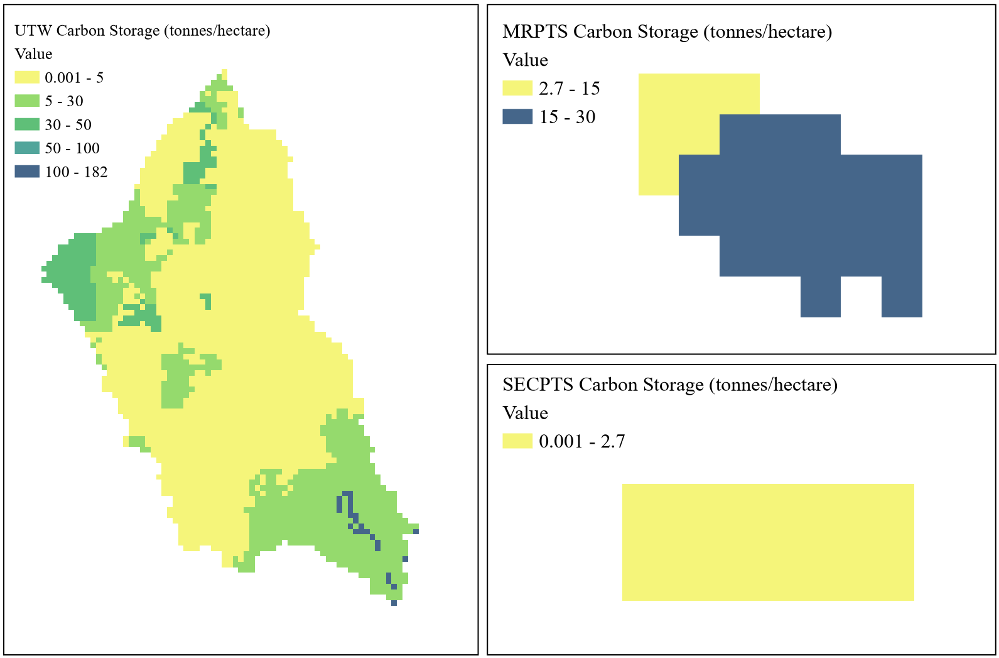 UTW Carbon Storage (tonnes/hectare)
Value
0.001 - 5
5 - 30
30 - 50
50 - 100
100 - 182
MRPTS Carbon Storage (tonnes/hectare)
Value
2.7 - 15
15 - 30
SECPTS Carbon Storage (tonnes/hectare)
Value
0.001 - 2.7